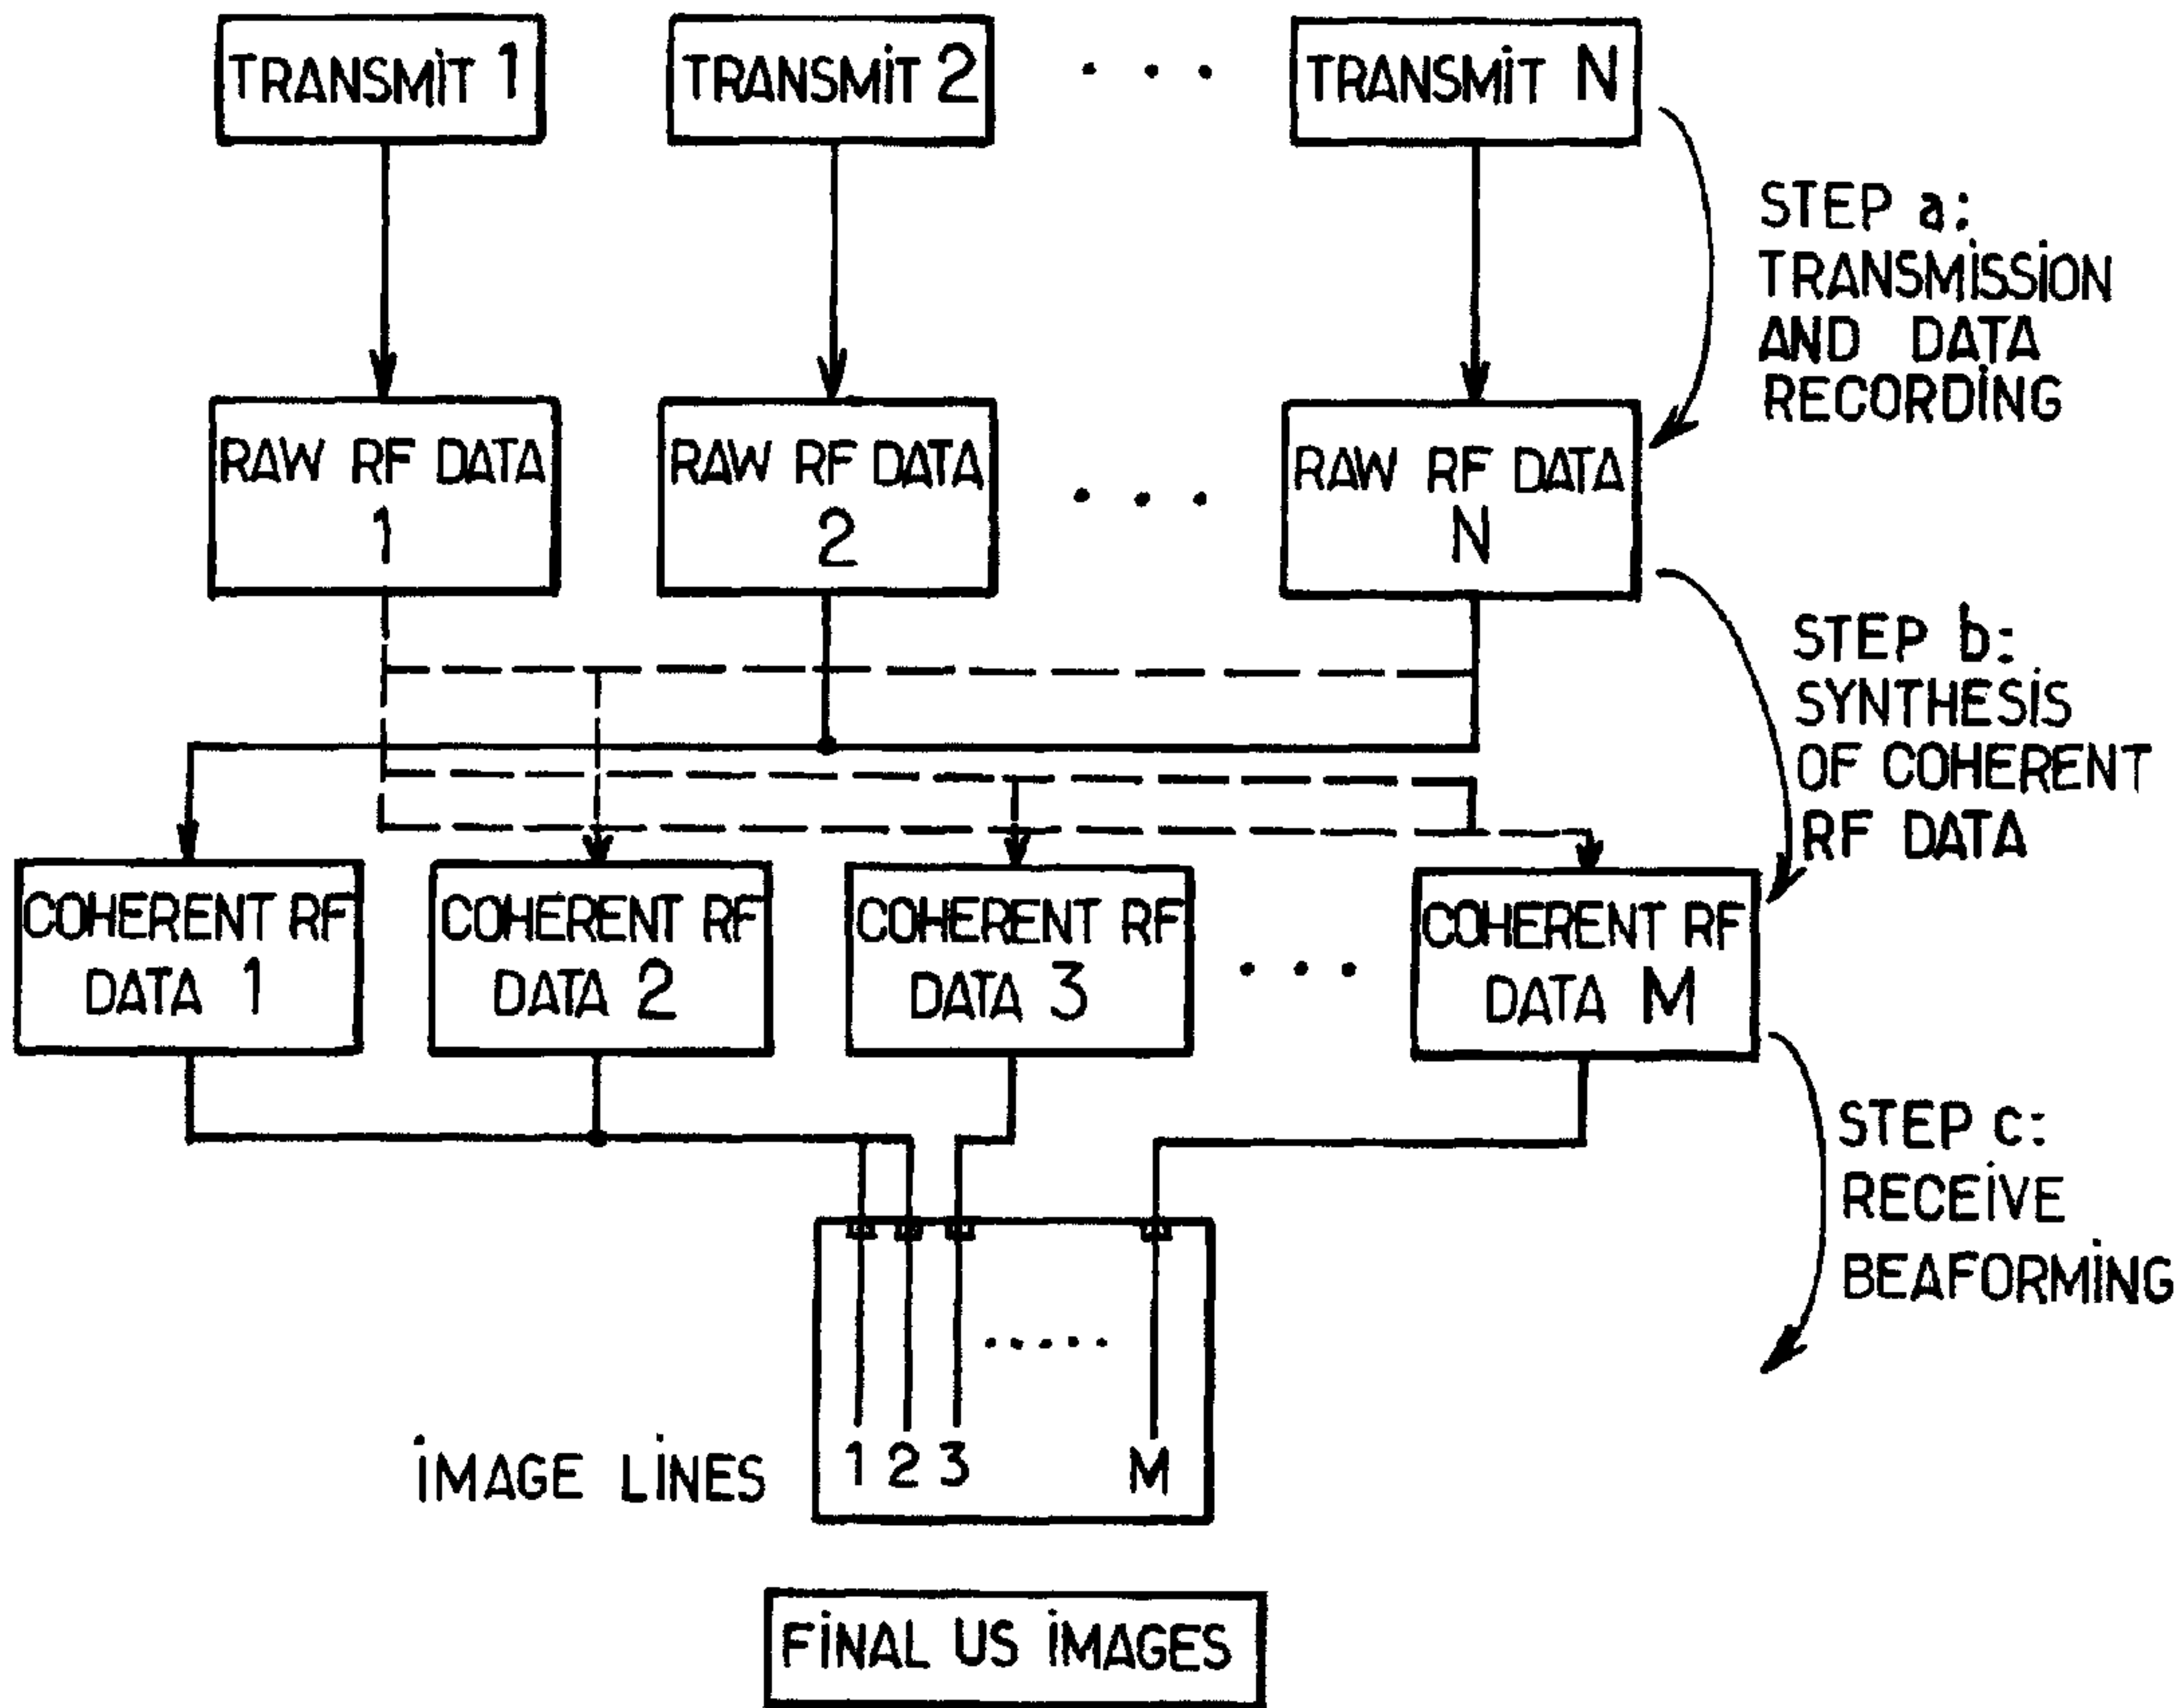 TRANSMIT 1
TRANSMIT 2
. . .
TRANSMIT N
STEP a:
TRANSMISSION
AND DATA
RECORDING
RAW RF DATA
1
RAW RF DATA
2
. . .
RAW RF DATA
N
STEP b:
SYNTHESIS
OF COHERENT
RF DATA
COHERENT RF
DATA 1
COHERENT RF
DATA 2
COHERENT RF
DATA 3
. . .
COHERENT RF
DATA M
STEP c:
RECEIVE
BEAFORMING
.....
IMAGE LINES
1 2 3 M
FINAL US IMAGES